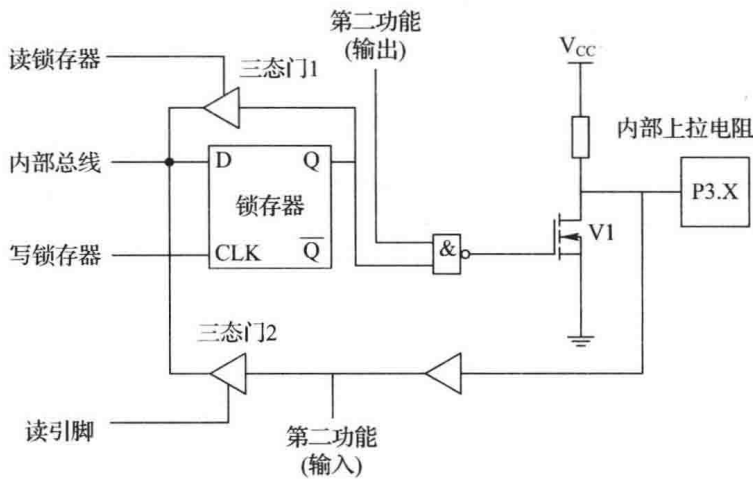 第二功能
(输出)
V_CC
读锁存器
三态门1
内部上拉电阻
内部总线
D
Q
P3.X
锁存器
&
V1
写锁存器
CLK
Q̅
三态门2
读引脚
第二功能
(输入)